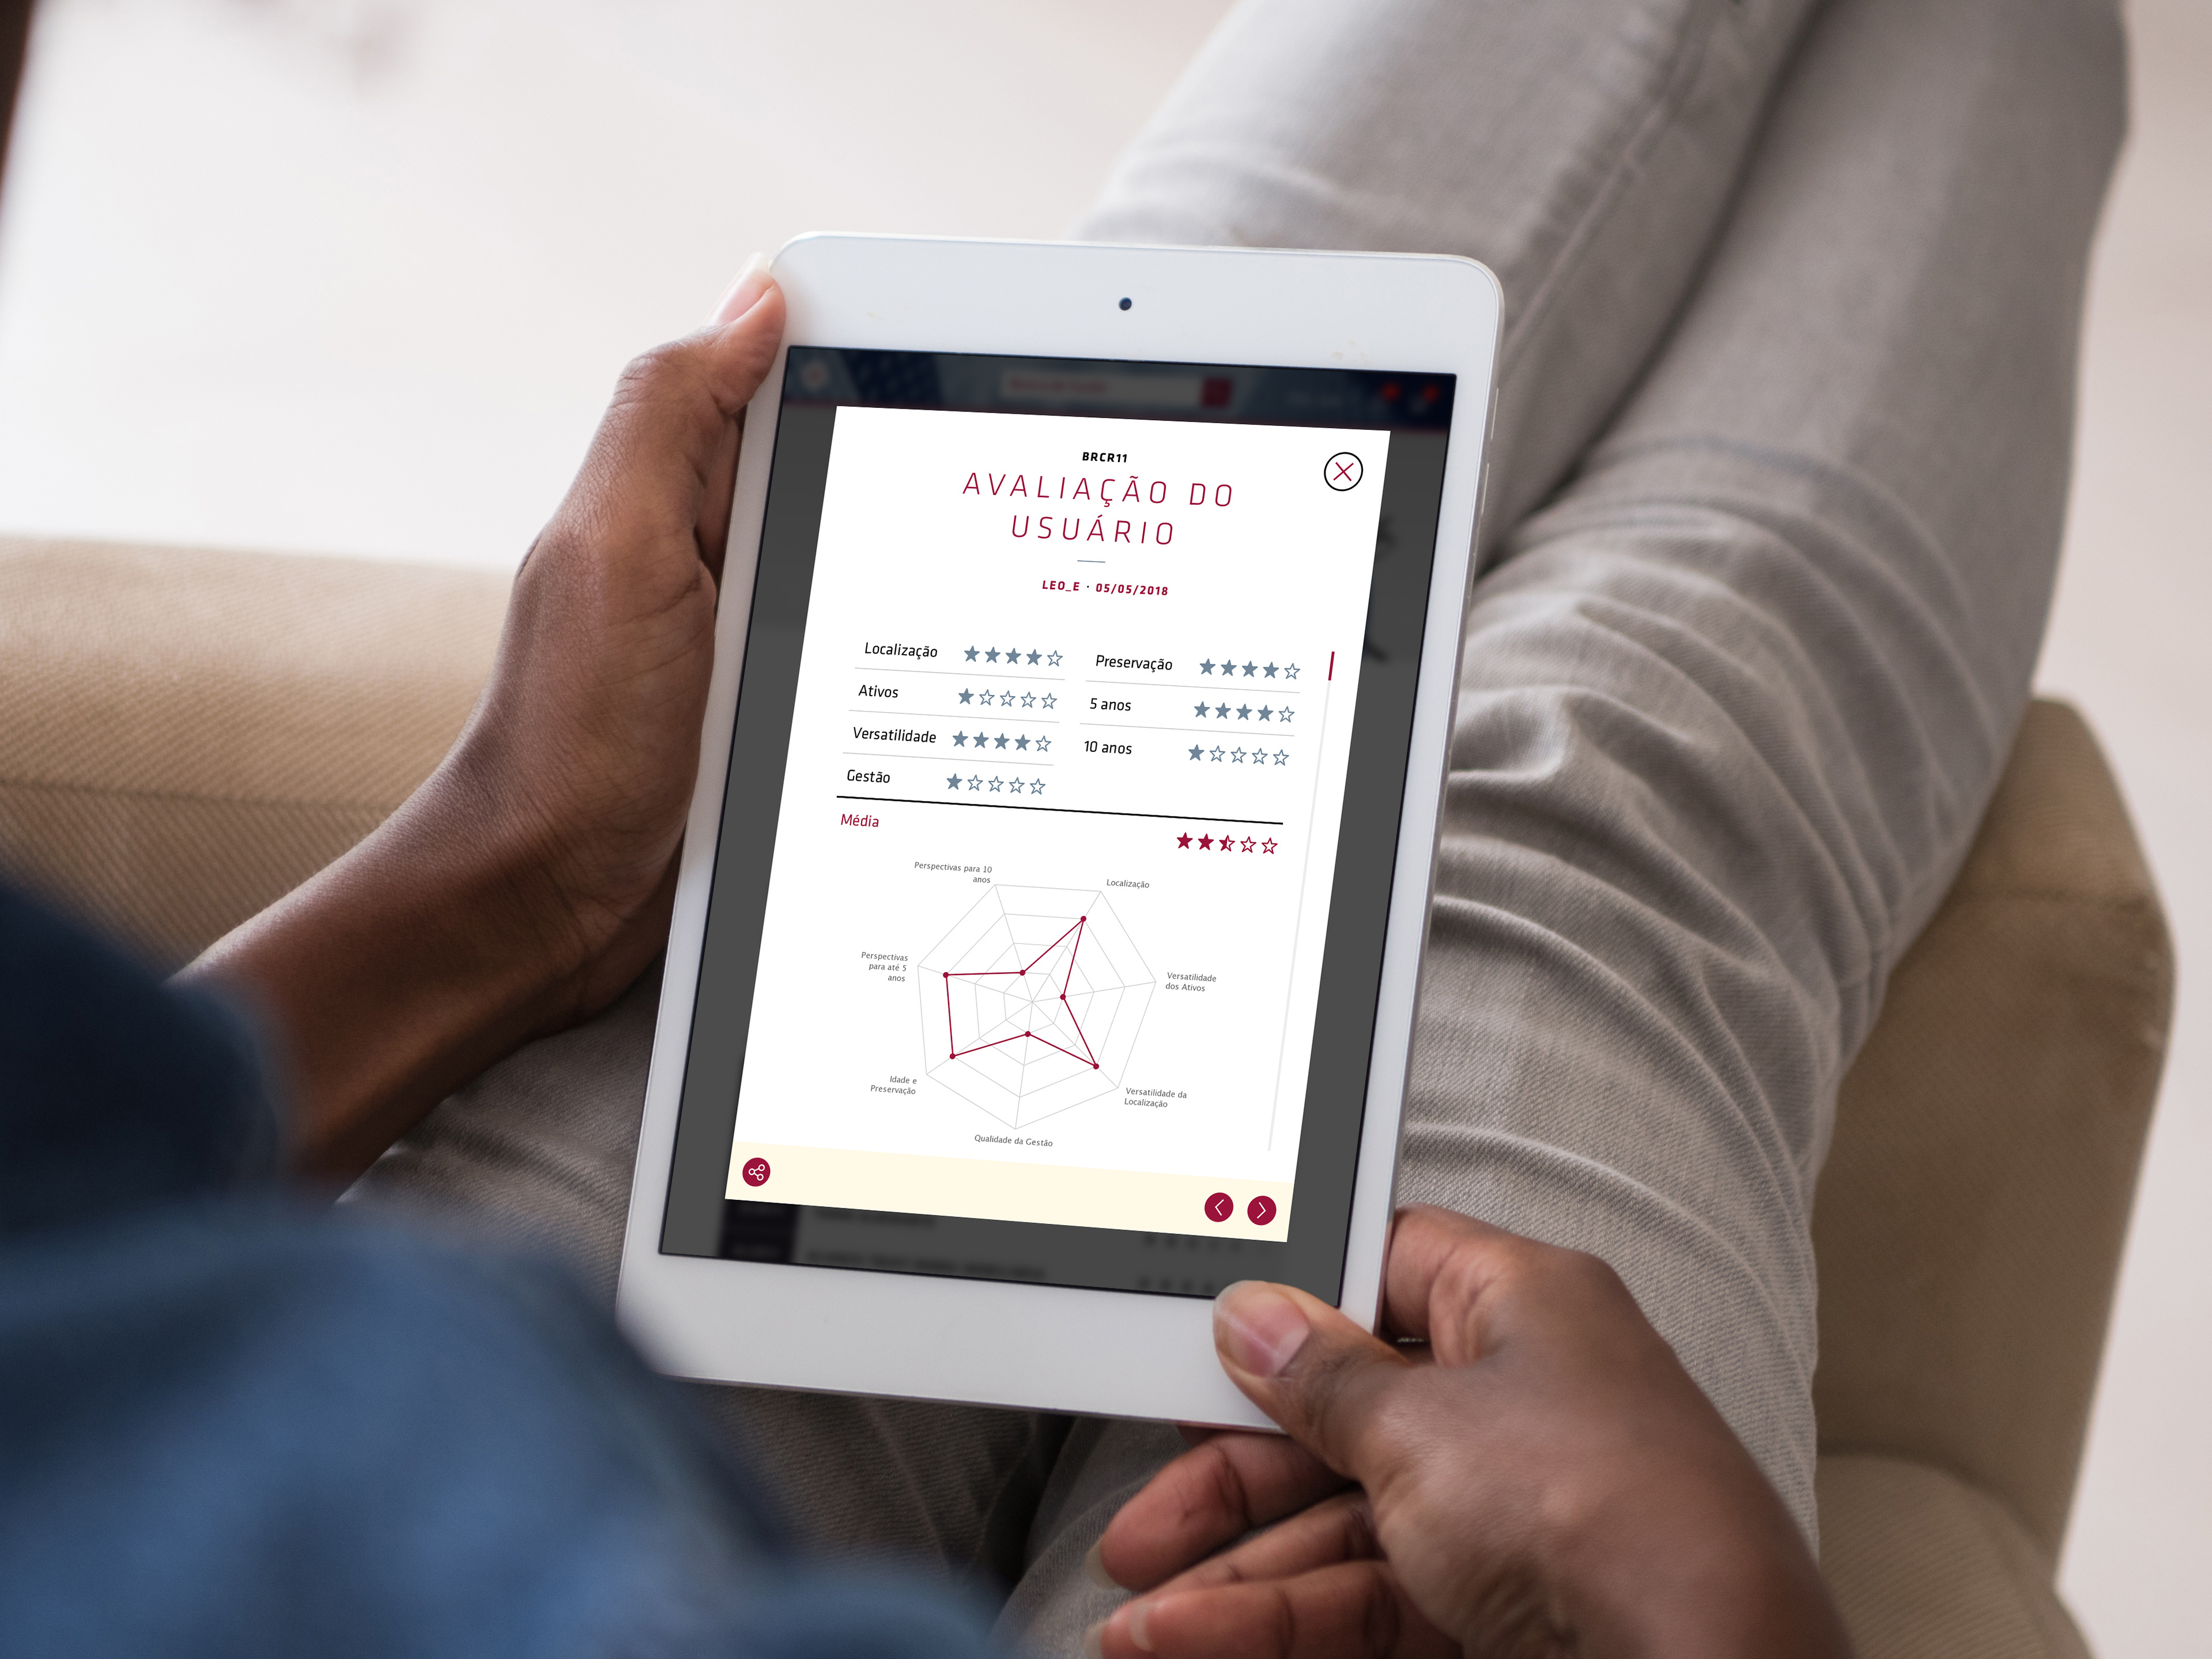 BRCR11
AVALIAÇÃO DO
USUÁRIO
LEO_E · 05/05/2018
Localização
Ativos
Versatilidade
Gestão
Preservação
5 anos
10 anos
Média
Perspectivas para 10
anos
Localização
Perspectivas
para até 5
anos
Versatilidade
dos Ativos
Idade e
Preservação
Versatilidade da
Localização
Qualidade da Gestão